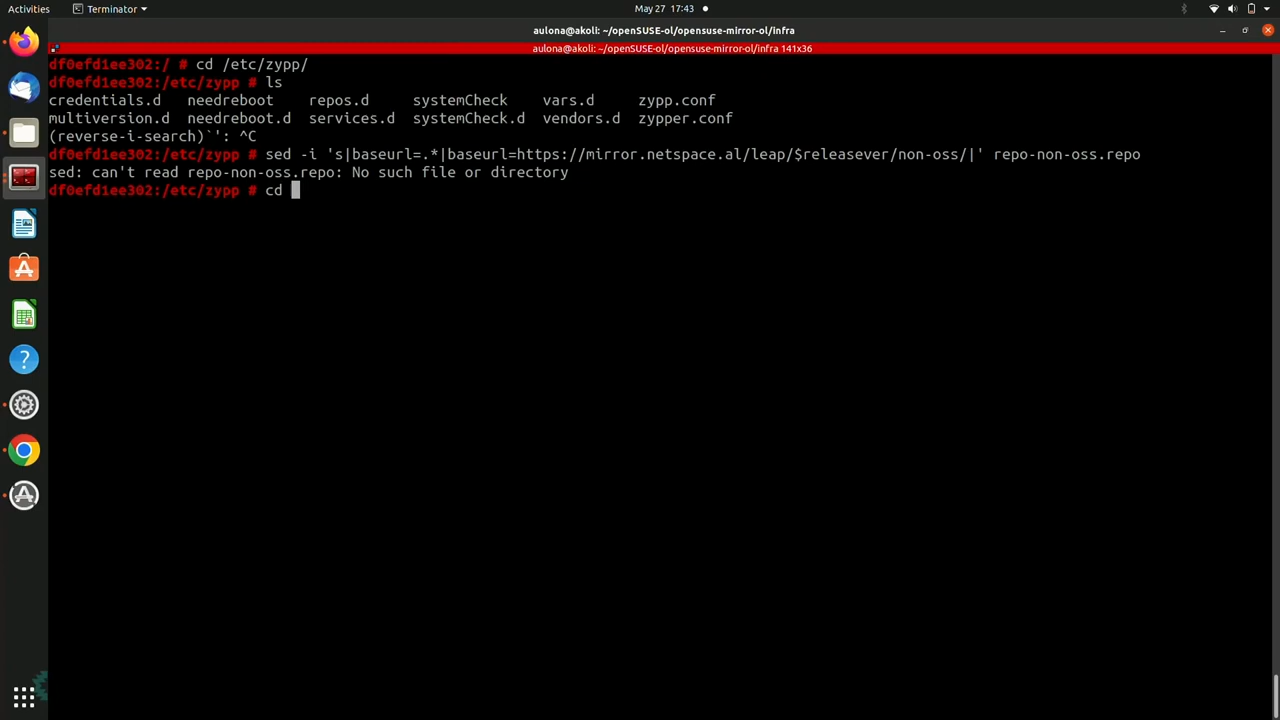 Activities
Terminator
May 27 17:43
aulona@akoli: ~/openSUSE-ol/opensuse-mirror-ol/infra
aulona@akoli: ~/openSUSE-ol/opensuse-mirror-ol/infra 141x36
df0efd1ee302:/ # cd /etc/zypp/
df0efd1ee302:/etc/zypp # ls
credentials.d needreboot repos.d systemCheck vars.d zypp.conf
multiversion.d needreboot.d services.d systemCheck.d vendors.d zypper.conf
(reverse-i-search)`': ^C
df0efd1ee302:/etc/zypp # sed -i 's|baseurl=.*|baseurl=https://mirror.netspace.al/leap/$releasever/non-oss/|' repo-non-oss.repo
sed: can't read repo-non-oss.repo: No such file or directory
df0efd1ee302:/etc/zypp # cd